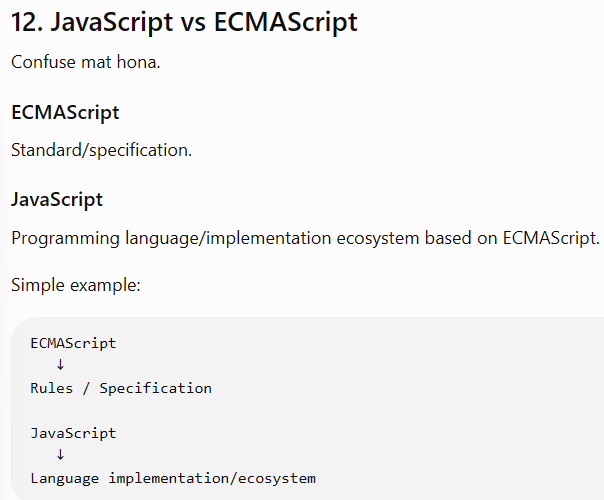 12. JavaScript vs ECMAScript
Confuse mat hona.
ECMAScript
Standard/specification.
JavaScript
Programming language/implementation ecosystem based on ECMAScript.
Simple example:
ECMAScript
↓
Rules / Specification
JavaScript
↓
Language implementation/ecosystem